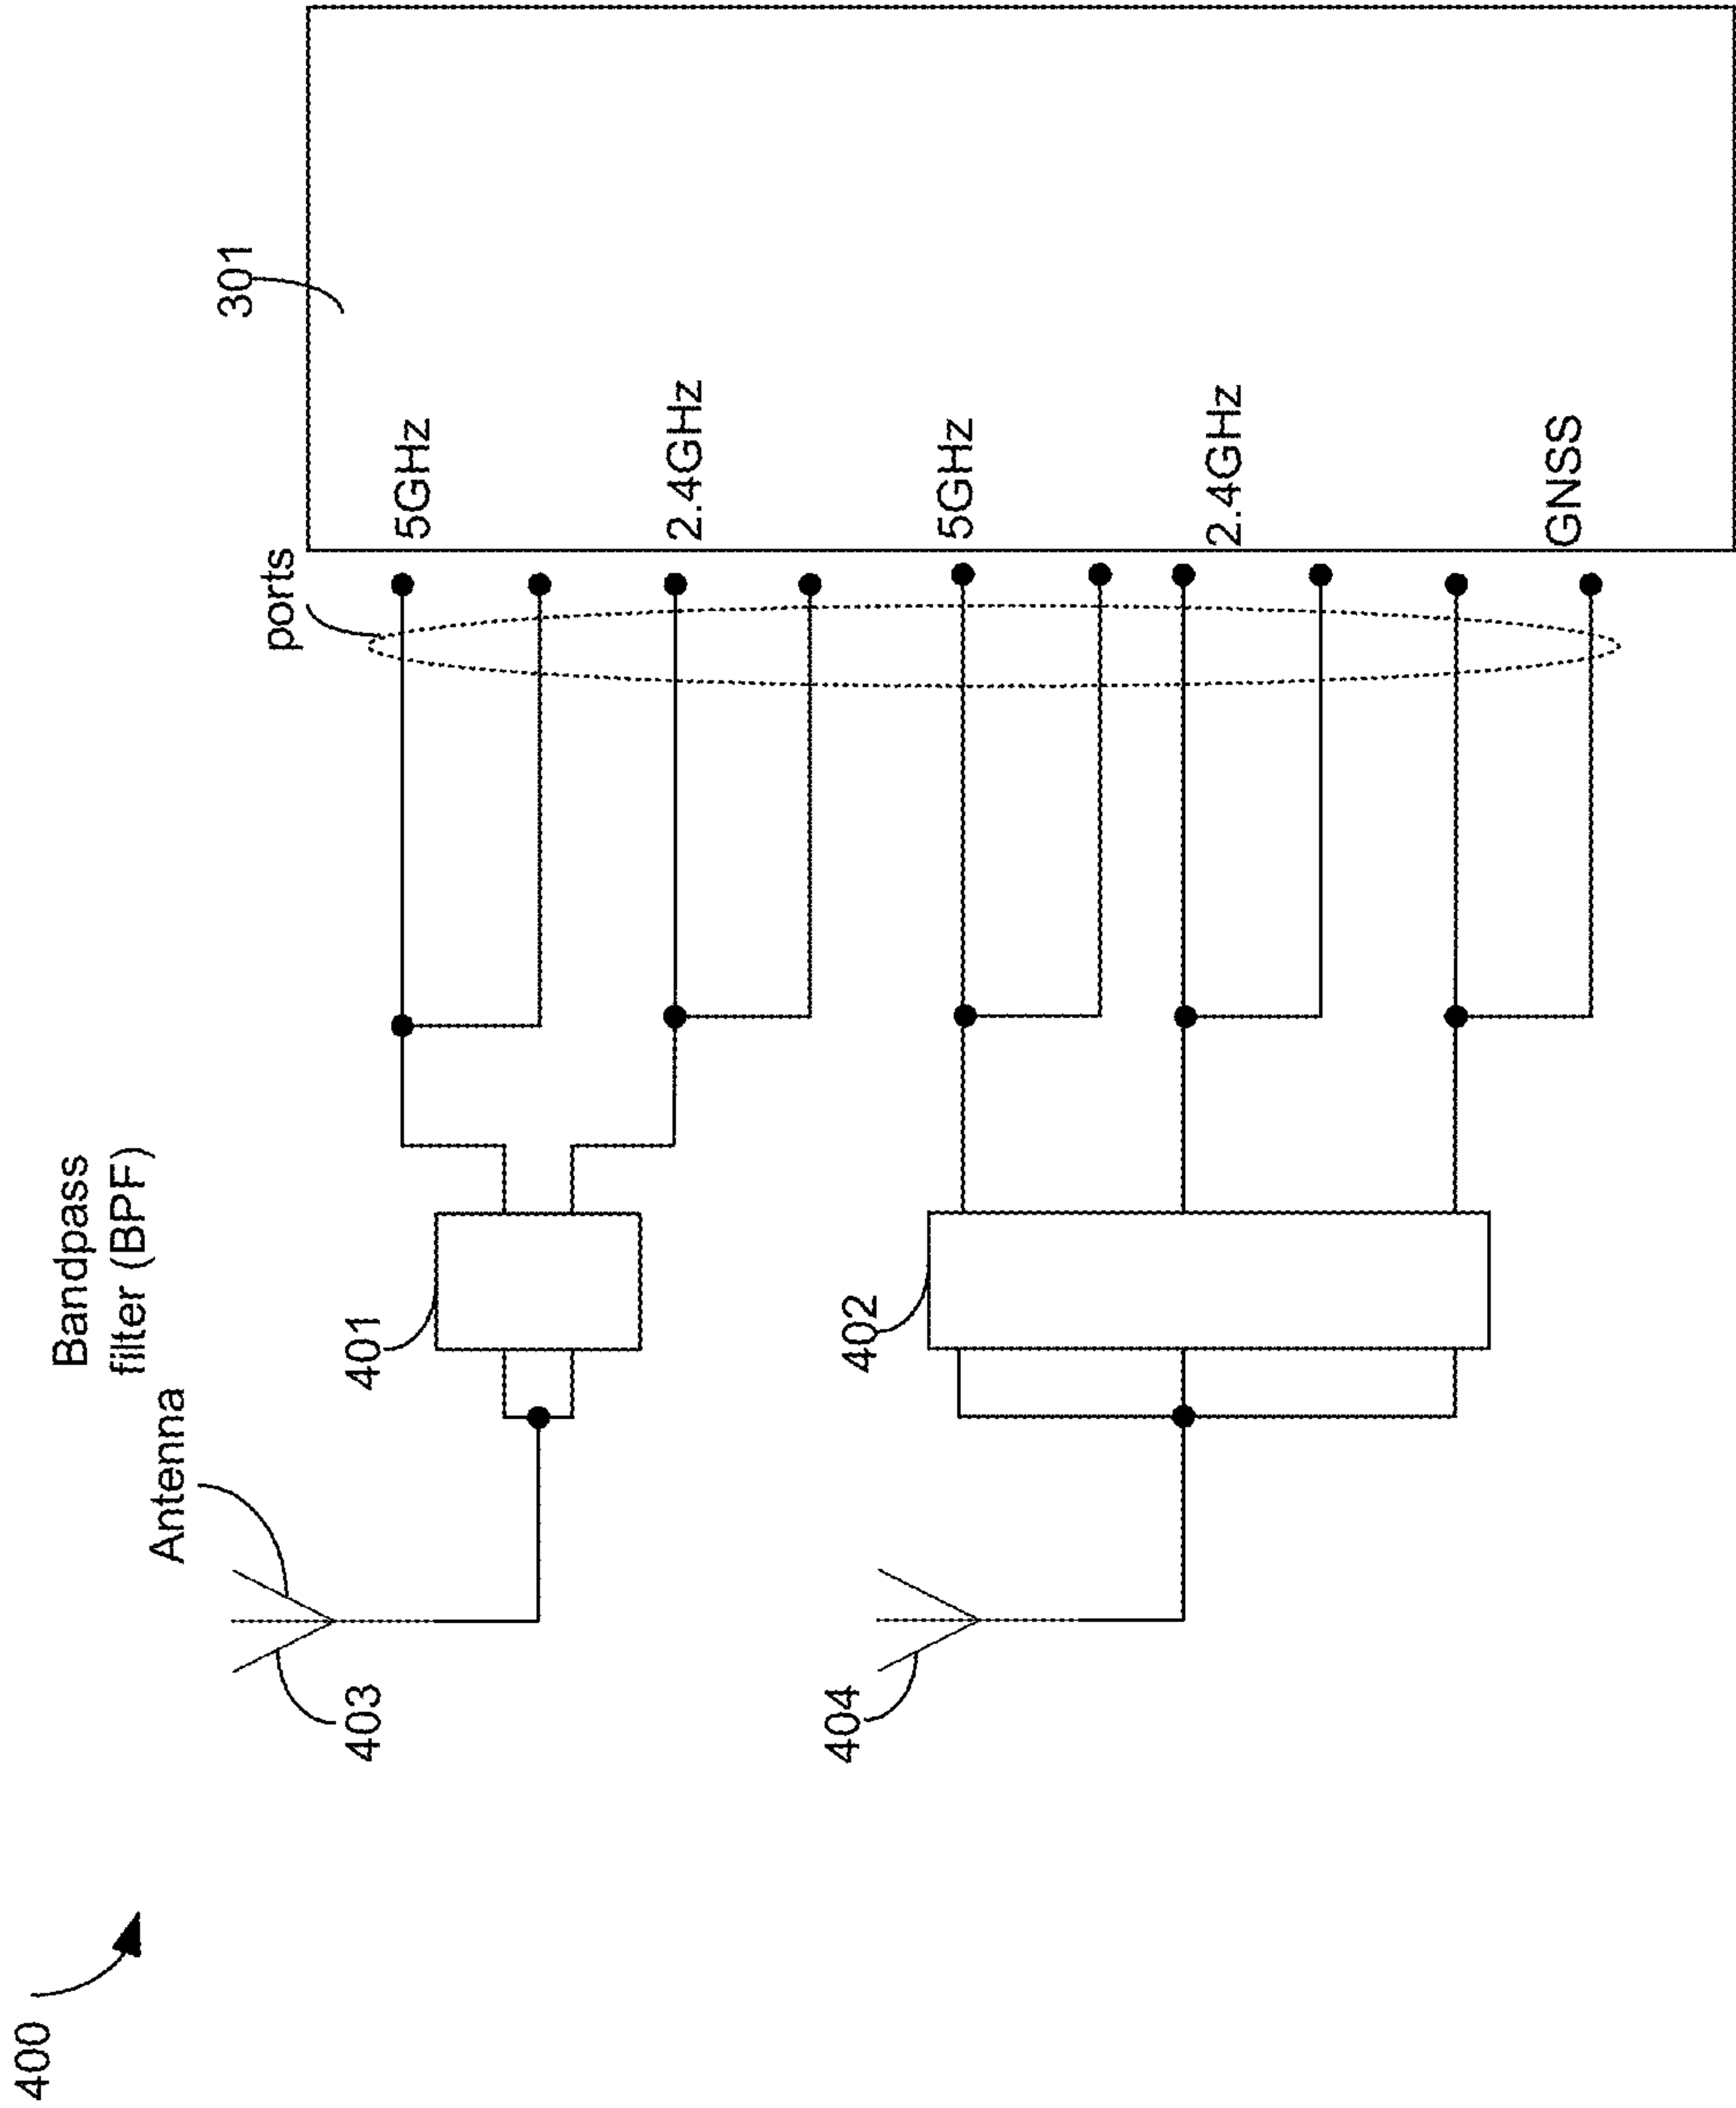 400
Bandpass
filter (BPF)
Antenna
403
401
ports
301
5GHz
2.4GHz
404
402
5GHz
2.4GHz
GNSS